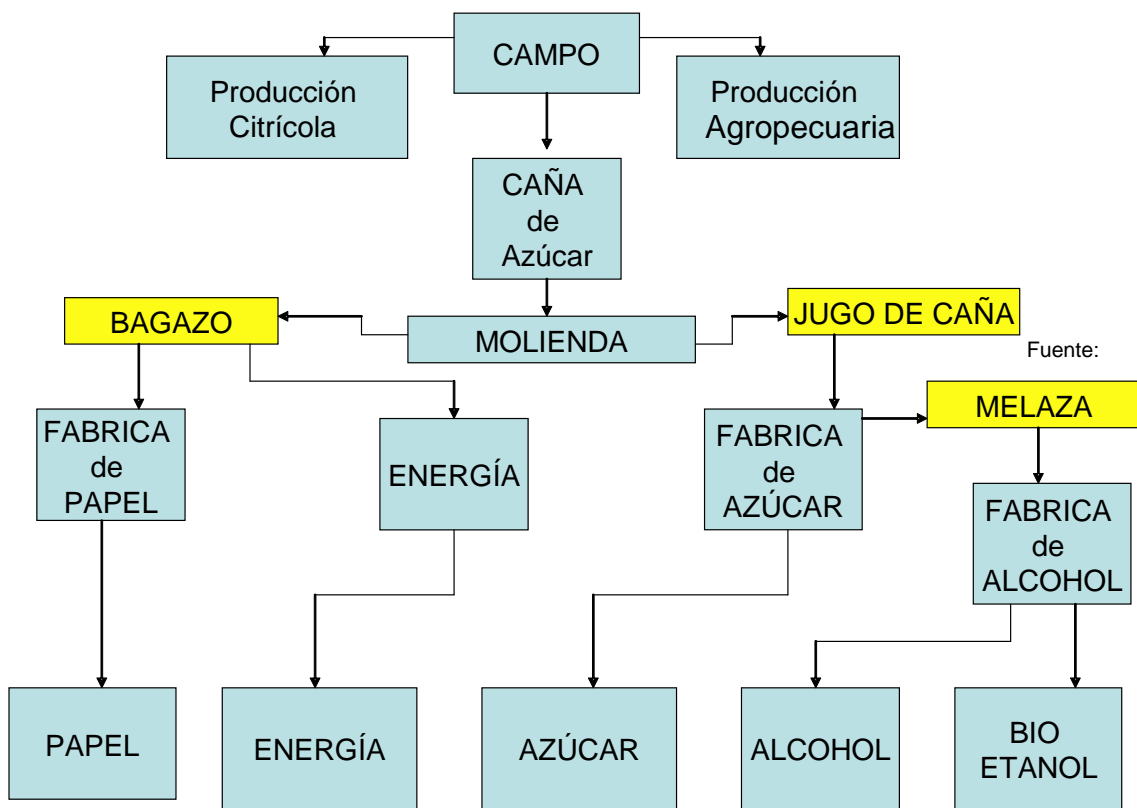 CAMPO
Producción
Citrícola
Producción
Agropecuaria
CAÑA
de
Azúcar
BAGAZO
MOLIENDA
JUGO DE CAÑA
Fuente:
MELAZA
FABRICA
de
PAPEL
ENERGÍA
FABRICA
de
AZÚCAR
FABRICA
de
ALCOHOL
PAPEL
ENERGÍA
AZÚCAR
ALCOHOL
BIO
ETANOL